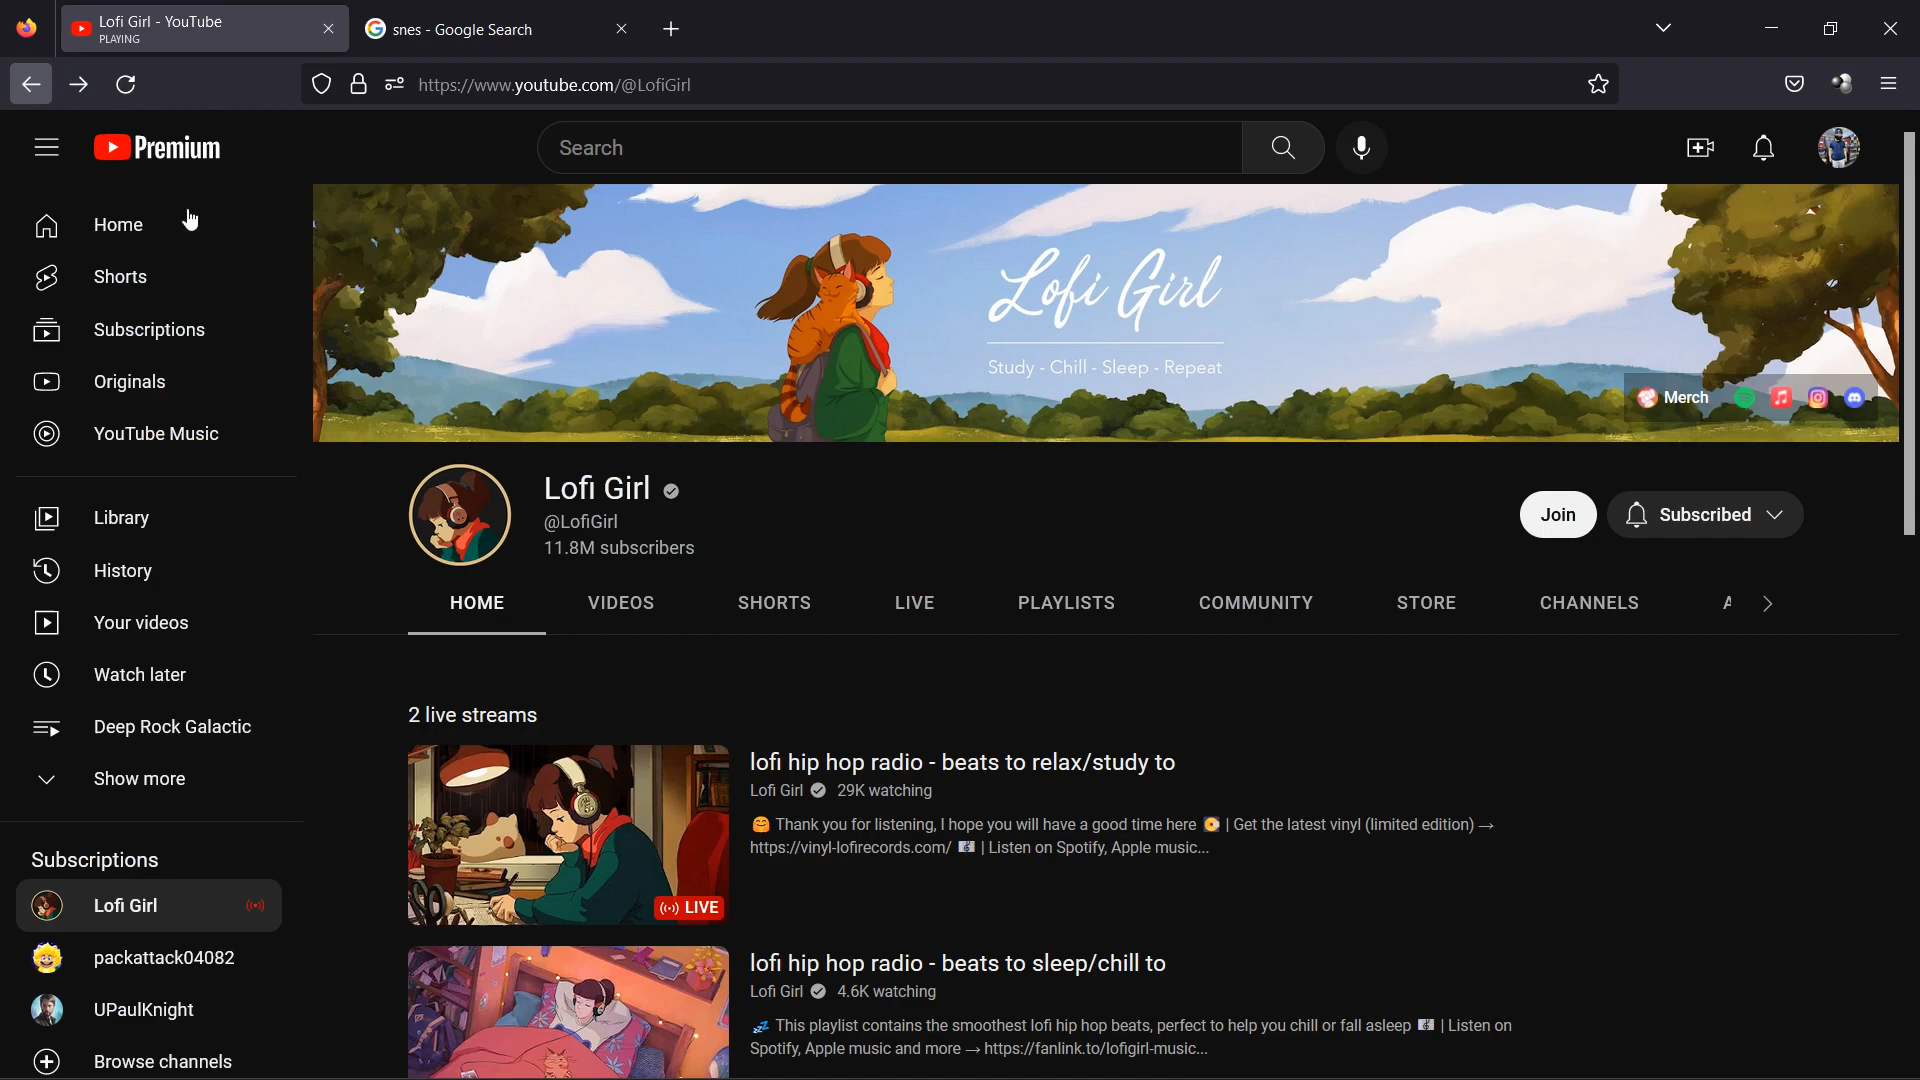 Lofi Girl - YouTube
PLAYING
snes - Google Search
https://www.youtube.com/@LofiGirl
Premium
Search
Home
Shorts
Subscriptions
Originals
YouTube Music
Library
History
Your videos
Watch later
Deep Rock Galactic
Show more
Subscriptions
Lofi Girl
packattack04082
UPaulKnight
Browse channels
Lofi Girl
Study - Chill - Sleep - Repeat
Merch
Lofi Girl
@LofiGirl
11.8M subscribers
Join
Subscribed
HOME VIDEOS SHORTS LIVE PLAYLISTS COMMUNITY STORE CHANNELS
2 live streams
LIVE
lofi hip hop radio - beats to relax/study to
Lofi Girl 29K watching
🤗 Thank you for listening, I hope you will have a good time here 📀 | Get the latest vinyl (limited edition) →
https://vinyl-lofirecords.com/ 🎼 | Listen on Spotify, Apple music...
lofi hip hop radio - beats to sleep/chill to
Lofi Girl 4.6K watching
💤 This playlist contains the smoothest lofi hip hop beats, perfect to help you chill or fall asleep 🎼 | Listen on
Spotify, Apple music and more → https://fanlink.to/lofigirl-music...